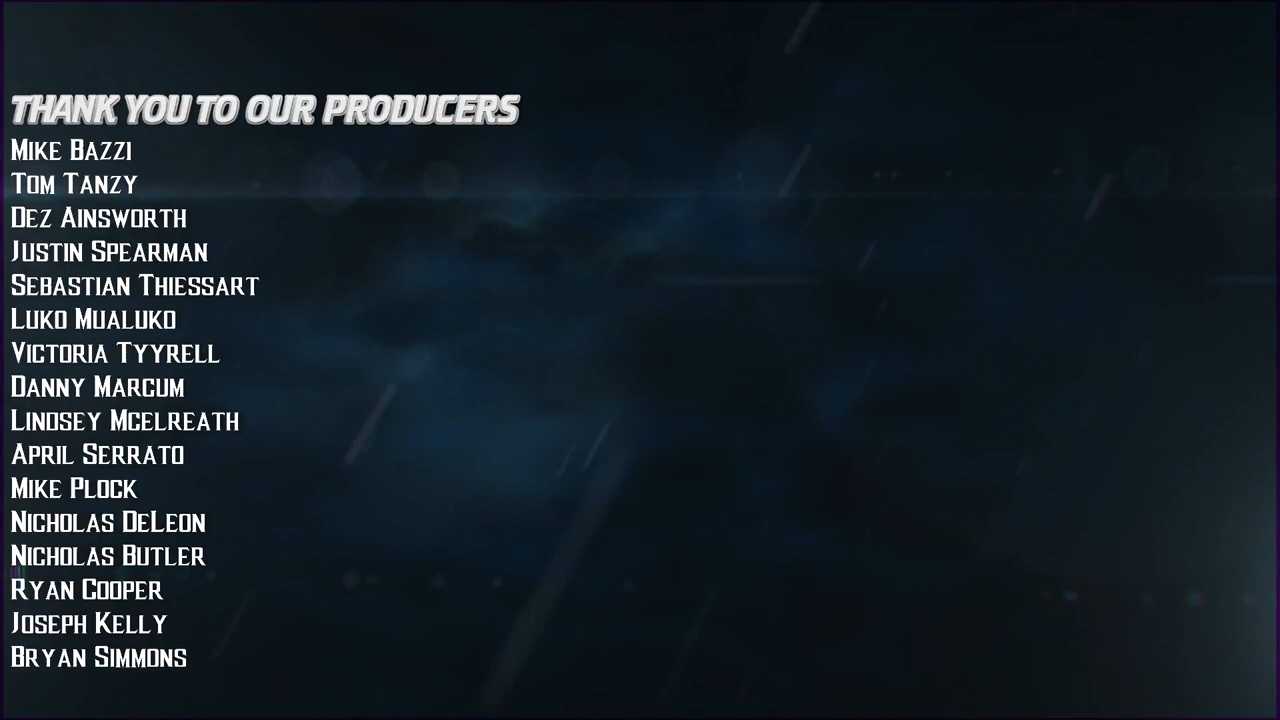 THANK YOU TO OUR PRODUCERS
MIKE BAZZI
TOM TANZY
DEZ AINSWORTH
JUSTIN SPEARMAN
SEBASTIAN THIESSART
LUKO MUALUKO
VICTORIA TYYRELL
DANNY MARCUM
LINDSEY MCELREATH
APRIL SERRATO
MIKE PLOCK
NICHOLAS DELEON
NICHOLAS BUTLER
RYAN COOPER
JOSEPH KELLY
BRYAN SIMMONS